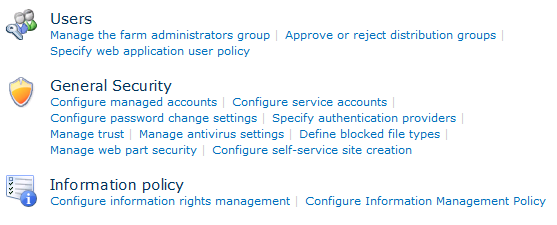 Users
Manage the farm administrators group | Approve or reject distribution groups |
Specify web application user policy
General Security
Configure managed accounts | Configure service accounts |
Configure password change settings | Specify authentication providers |
Manage trust | Manage antivirus settings | Define blocked file types |
Manage web part security | Configure self-service site creation
Information policy
Configure information rights management | Configure Information Management Policy